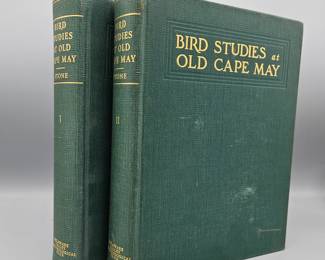 BIRD
STUDIES
AT OLD
CAPE MAY
STONE
I
BIRD
STUDIES
AT OLD
CAPE MAY
II
BIRD STUDIES at
OLD CAPE MAY